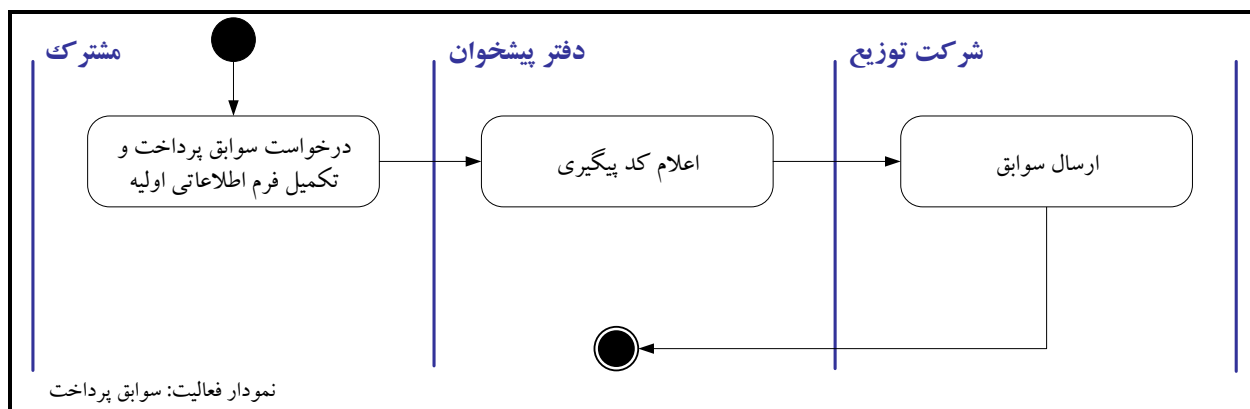 مشترک
دفتر پیشخوان
شرکت توزیع
درخواست سوابق پرداخت و
تکمیل فرم اطلاعاتی اولیه
اعلام کد پیگیری
ارسال سوابق
نمودار فعالیت: سوابق پرداخت